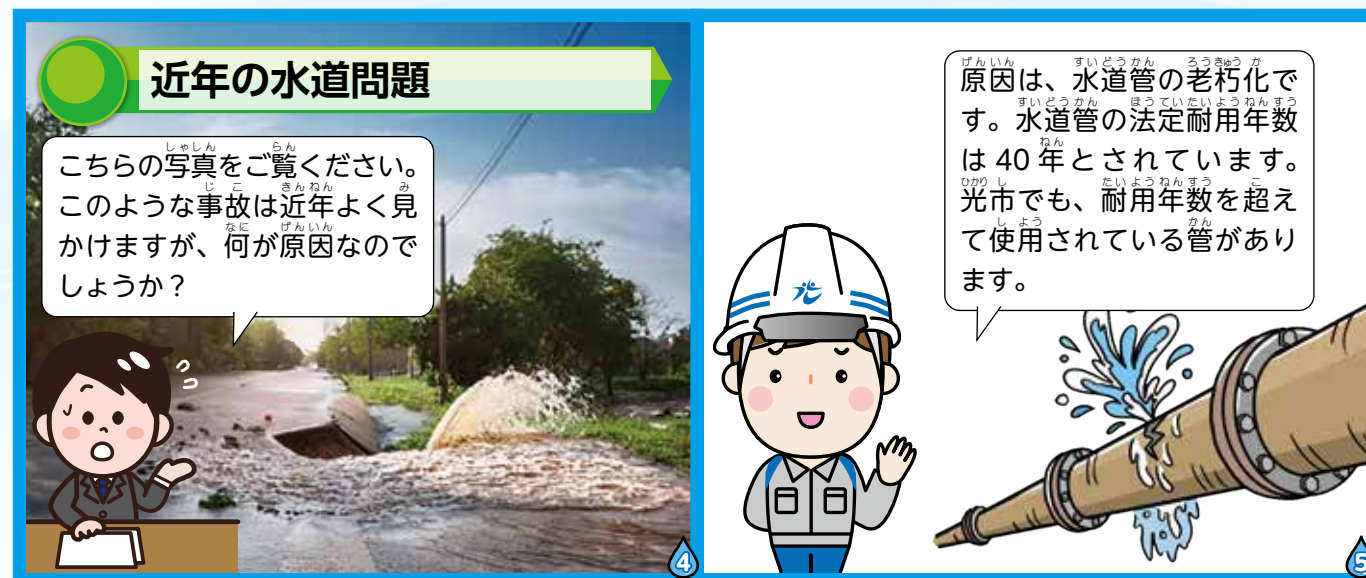 近年の水道問題
こちらの写真をご覧ください。
このような事故は近年よく見
かけますが、何が原因なので
しょうか？
4
原因は、水道管の老朽化で
す。水道管の法定耐用年数
は 40 年とされています。
光市でも、耐用年数を超え
て使用されている管があり
ます。
5